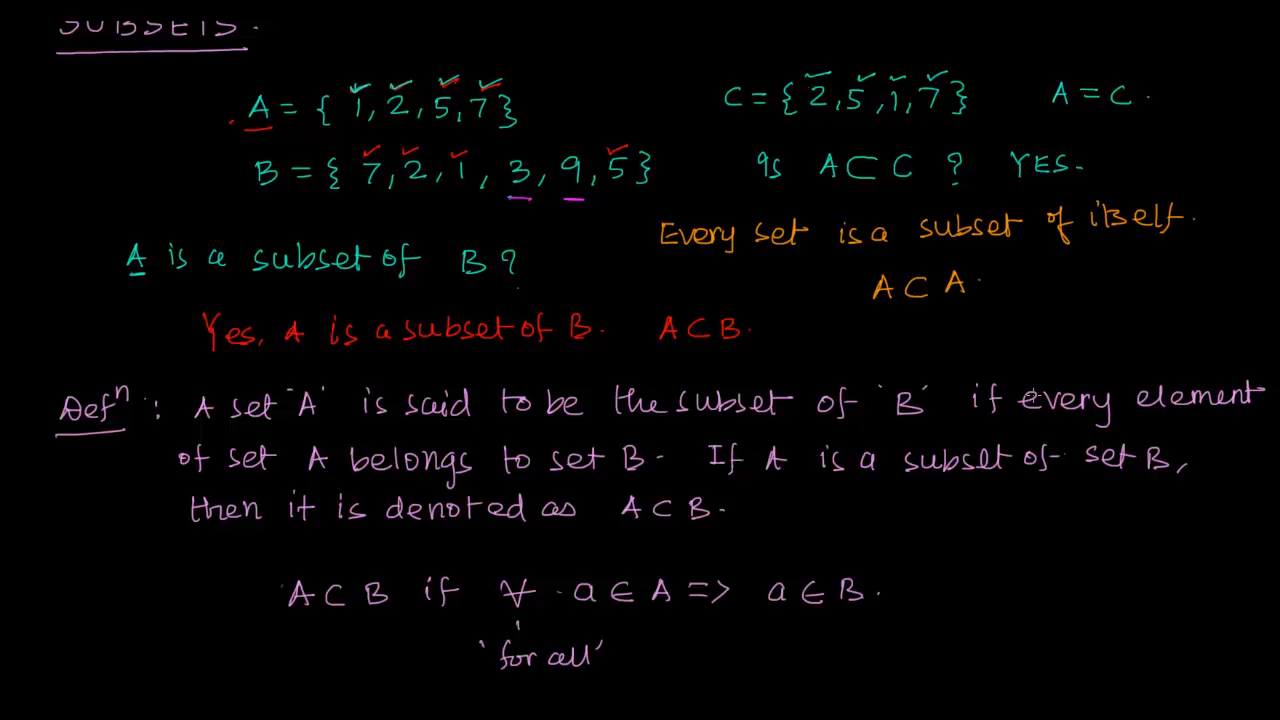 SUBSETS.
A = { 1, 2, 5, 7 }
B = { 7, 2, 1, 3, 9, 5 }
A is a subset of B ?
Yes, A is a subset of B. A ⊂ B.
C = { 2, 5, 1, 7 } A = C.
Is A ⊂ C ? YES.
Every set is a subset of itself.
A ⊂ A.
Defⁿ : A set 'A' is said to be the subset of 'B' if every element
of set A belongs to set B. If A is a subset of set B,
then it is denoted as A ⊂ B.
A ⊂ B if ∀ a ∈ A => a ∈ B.
'for all'